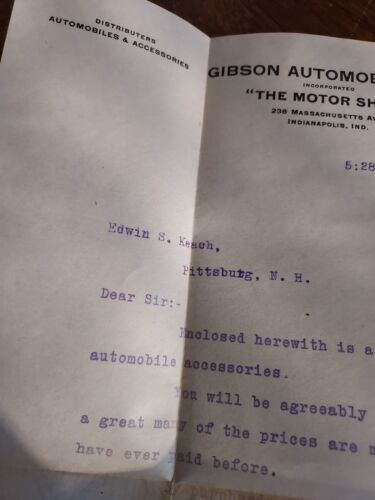 DISTRIBUTERS
AUTOMOBILES & ACCESSORIES
GIBSON AUTOMOB
INCORPORATED
"THE MOTOR SH
238 MASSACHUSETTS AV
INDIANAPOLIS, IND.
5:28
Edwin S. Keach,
Pittsburg, N. H.
Dear Sir:-
Enclosed herewith is a
automobile accessories.
You will be agreeably
a great many of the prices are m
have ever paid before.